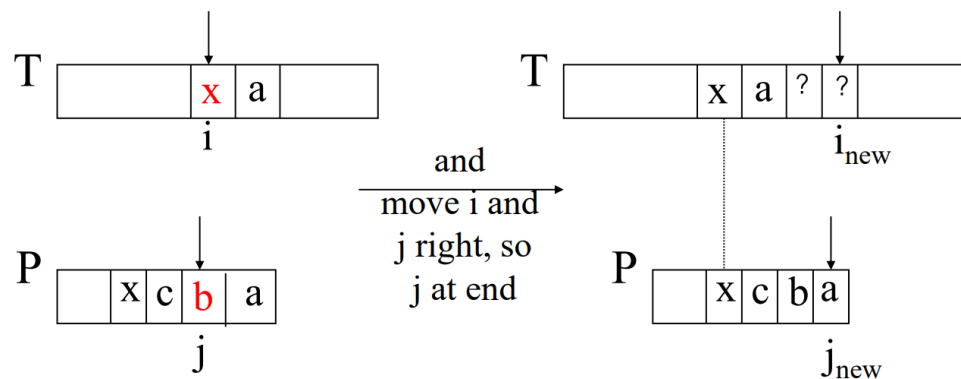 T
x a
i
P
x c b a
j
and
move i and
j right, so
j at end
T
x a ? ?
i new
P
x c b a
j new